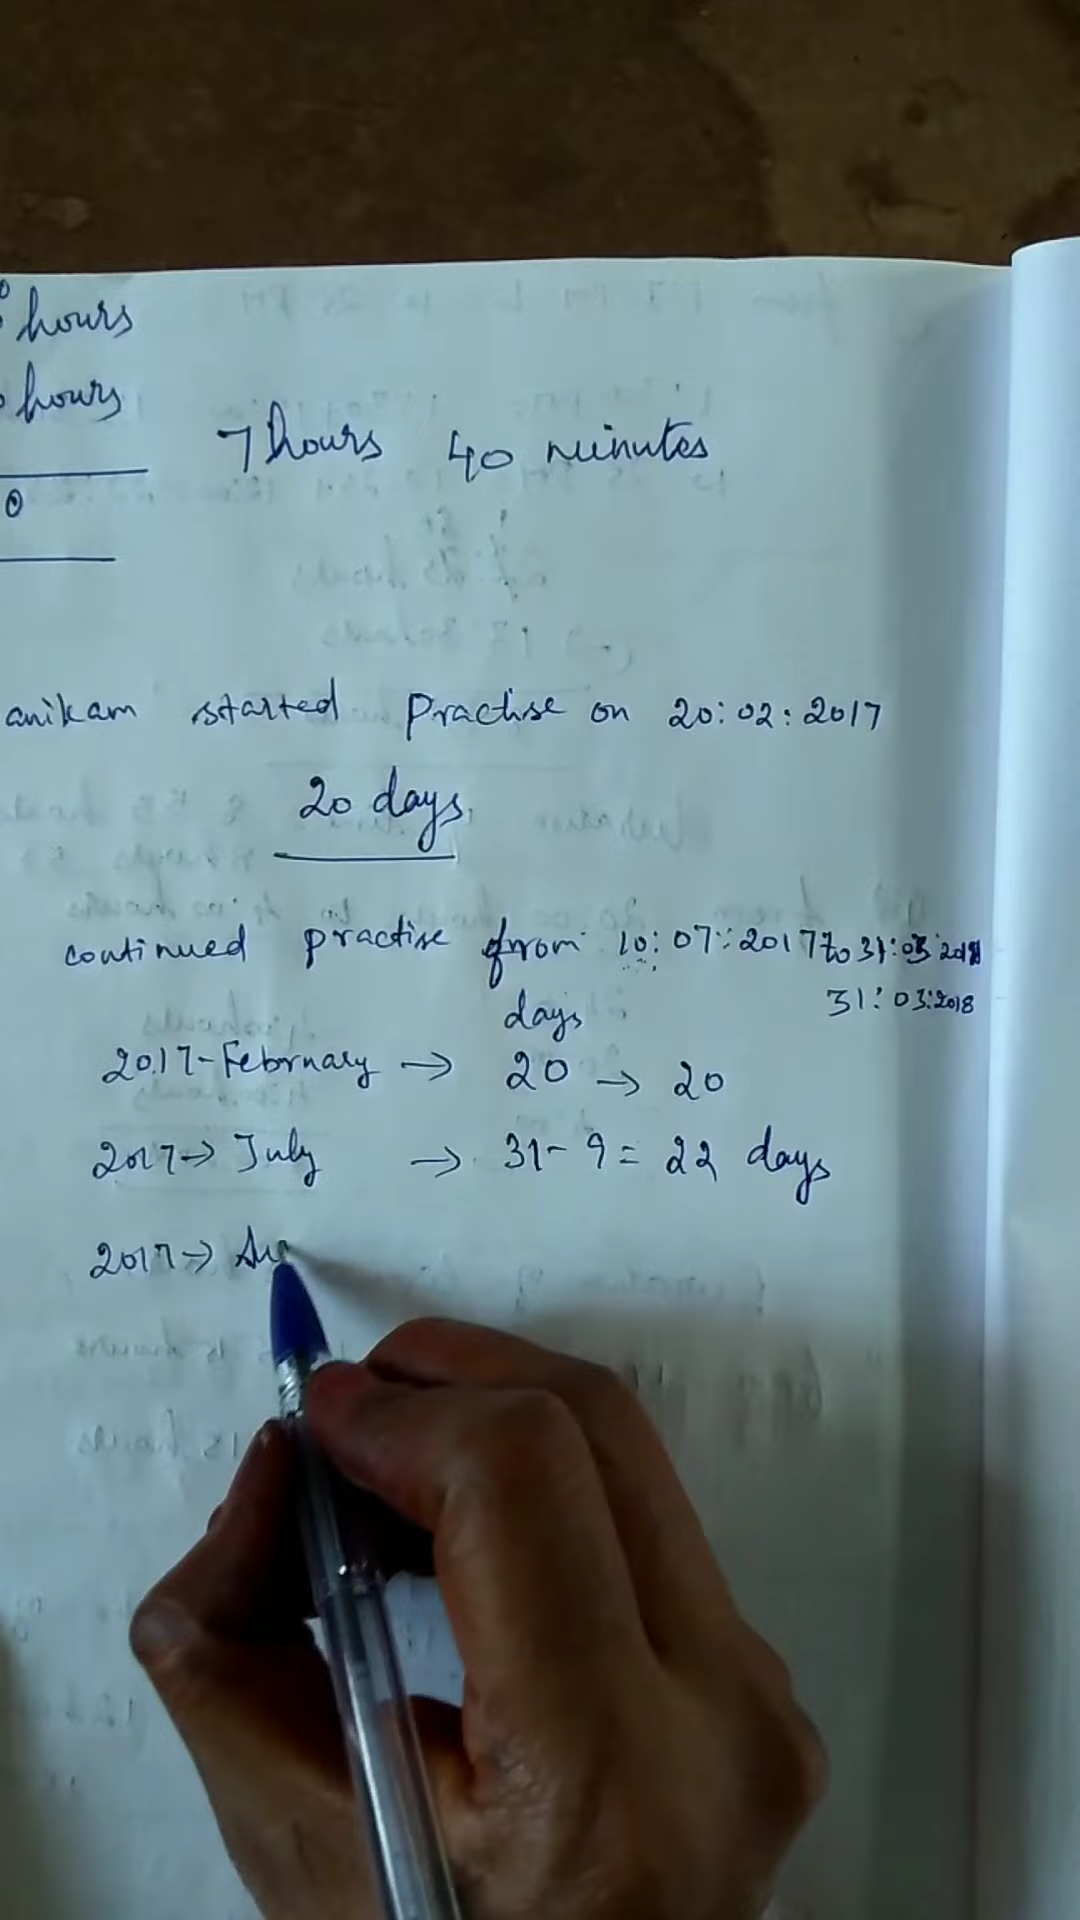 hours
hours
7 hours 40 minutes
0
anikam started Practise on 20:02:2017
20 days
continued practise from 10:07:2017 to 31:03:2018
31:03:2018
days
2017-February → 20 → 20
2017→ July → 31-9= 22 days
2017→ Au